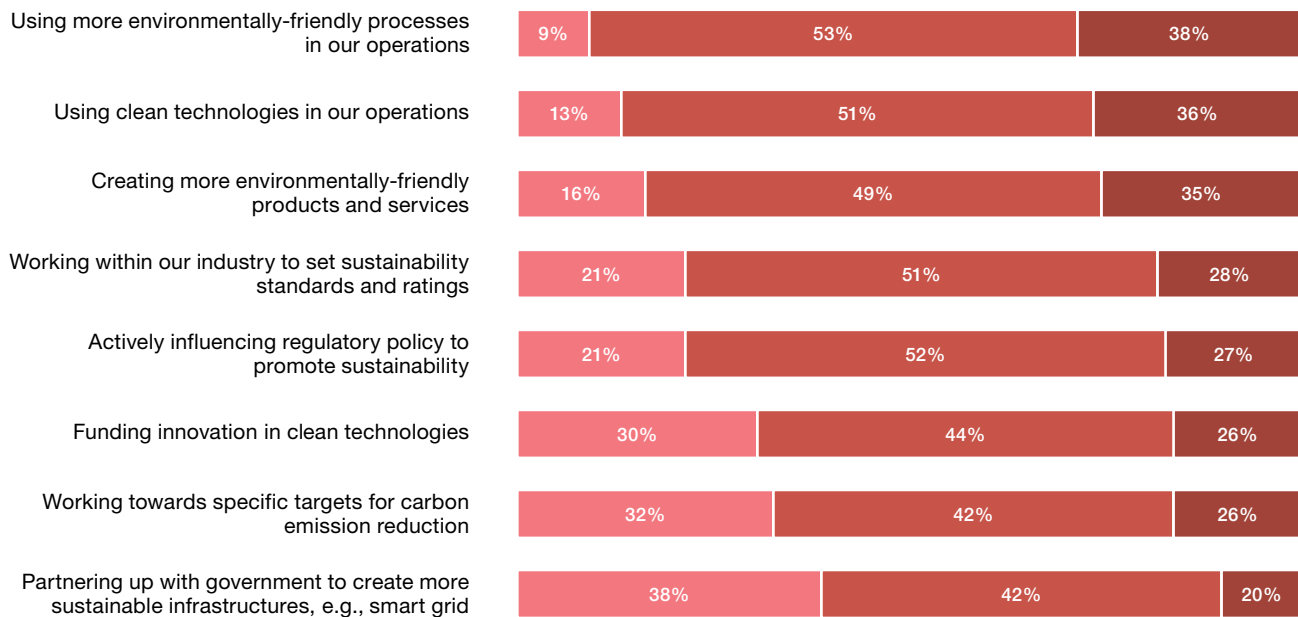 Using more environmentally-friendly processes
in our operations
9% 53% 38%
Using clean technologies in our operations
13% 51% 36%
Creating more environmentally-friendly
products and services
16% 49% 35%
Working within our industry to set sustainability
standards and ratings
21% 51% 28%
Actively influencing regulatory policy to
promote sustainability
21% 52% 27%
Funding innovation in clean technologies
30% 44% 26%
Working towards specific targets for carbon
emission reduction
32% 42% 26%
Partnering up with government to create more
sustainable infrastructures, e.g., smart grid
38% 42% 20%